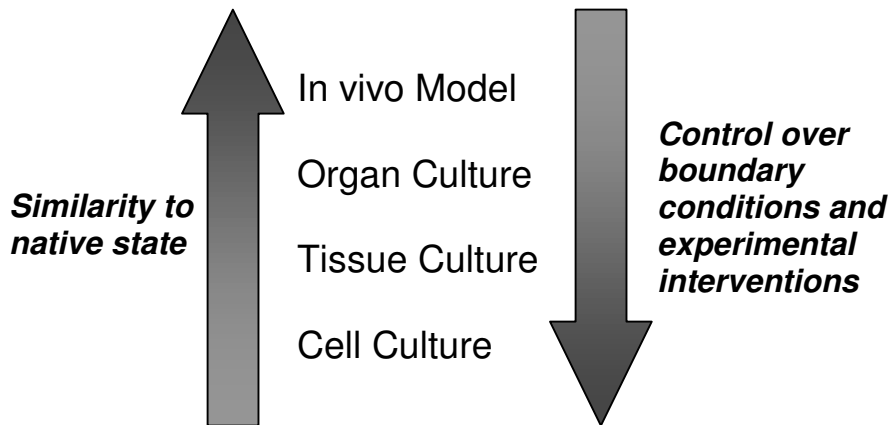 In vivo Model
Organ Culture
Tissue Culture
Cell Culture
Similarity to
native state
Control over
boundary
conditions and
experimental
interventions